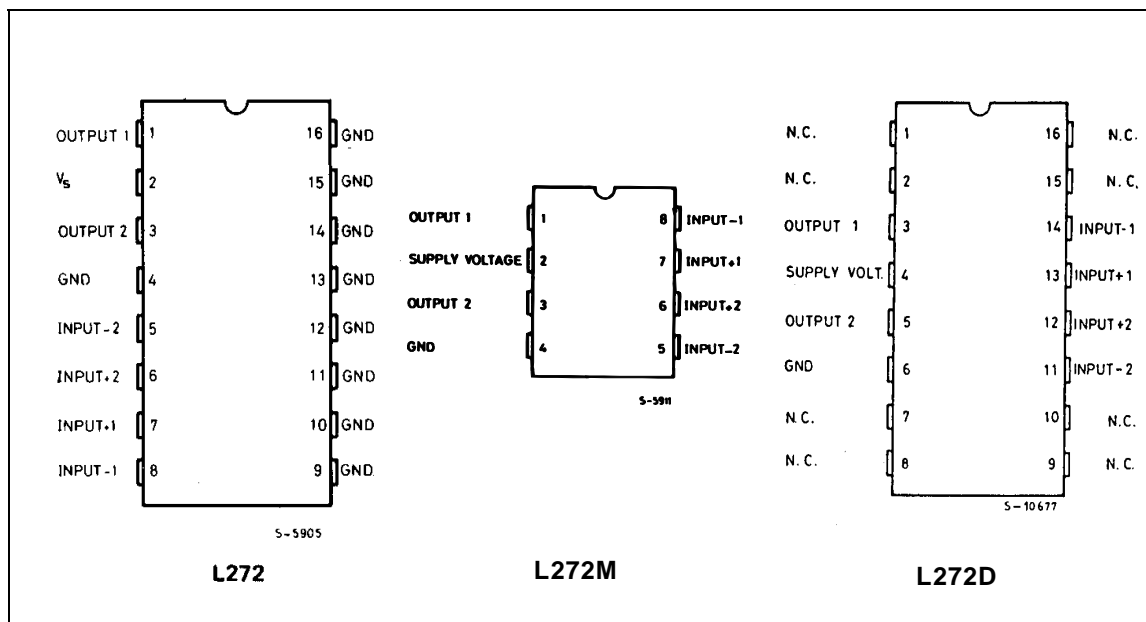 OUTPUT 1 1 16 GND
Vs 2 15 GND
OUTPUT 2 3 14 GND
GND 4 13 GND
INPUT-2 5 12 GND
INPUT+2 6 11 GND
INPUT+1 7 10 GND
INPUT-1 8 9 GND
S-5905
L272
OUTPUT 1 1 8 INPUT-1
SUPPLY VOLTAGE 2 7 INPUT+1
OUTPUT 2 3 6 INPUT+2
GND 4 5 INPUT-2
S-5911
L272M
N.C. 1 16 N.C.
N.C. 2 15 N.C.
OUTPUT 1 3 14 INPUT-1
SUPPLY VOLT. 4 13 INPUT+1
OUTPUT 2 5 12 INPUT+2
GND 6 11 INPUT-2
N.C. 7 10 N.C.
N.C. 8 9 N.C.
S-10677
L272D